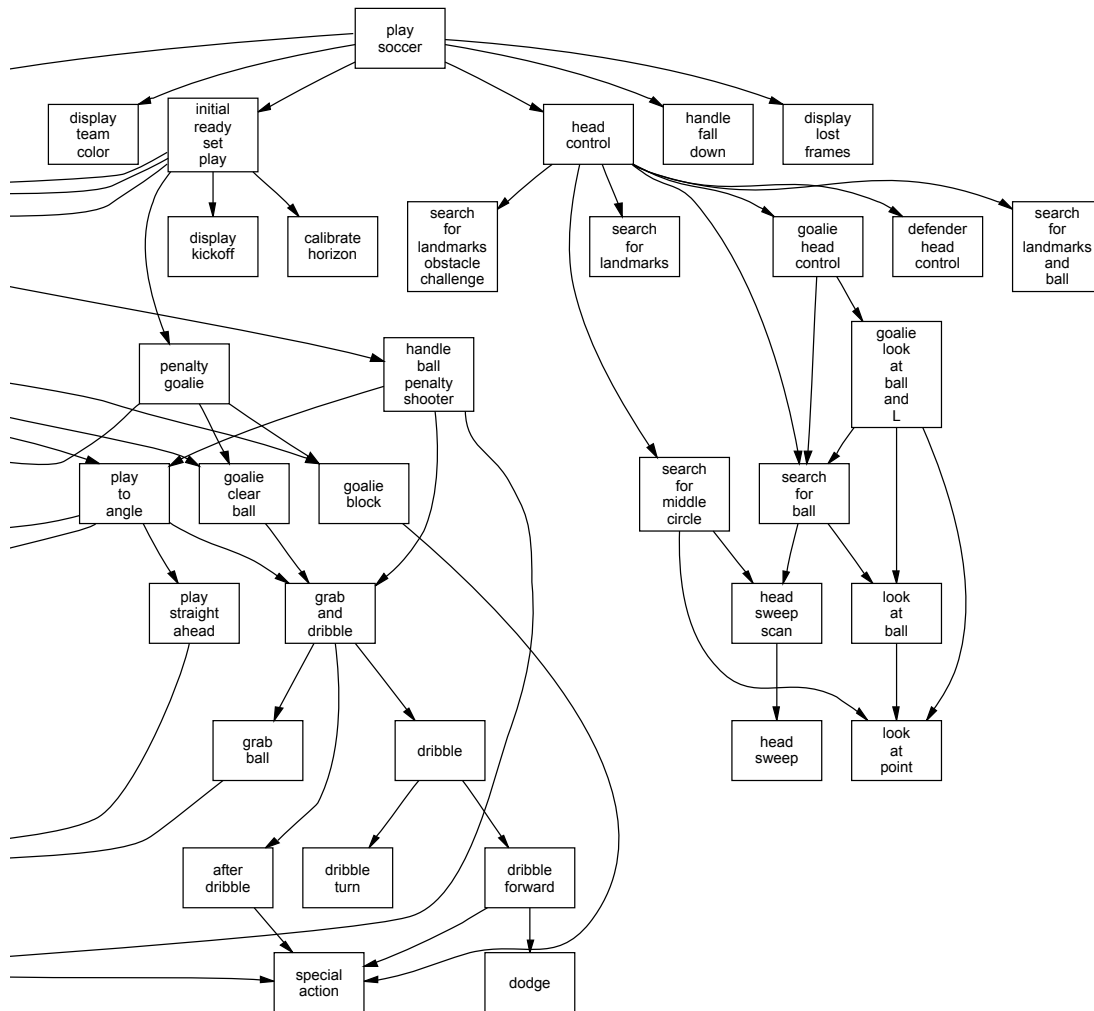 play
soccer
display
team
color
initial
ready
set
play
head
control
handle
fall
down
display
lost
frames
display
kickoff
calibrate
horizon
search
for
landmarks
obstacle
challenge
search
for
landmarks
goalie
head
control
defender
head
control
search
for
landmarks
and
ball
penalty
goalie
handle
ball
penalty
shooter
goalie
look
at
ball
and
L
play
to
angle
goalie
clear
ball
goalie
block
search
for
middle
circle
search
for
ball
play
straight
ahead
grab
and
dribble
head
sweep
scan
look
at
ball
grab
ball
dribble
head
sweep
look
at
point
after
dribble
dribble
turn
dribble
forward
special
action
dodge